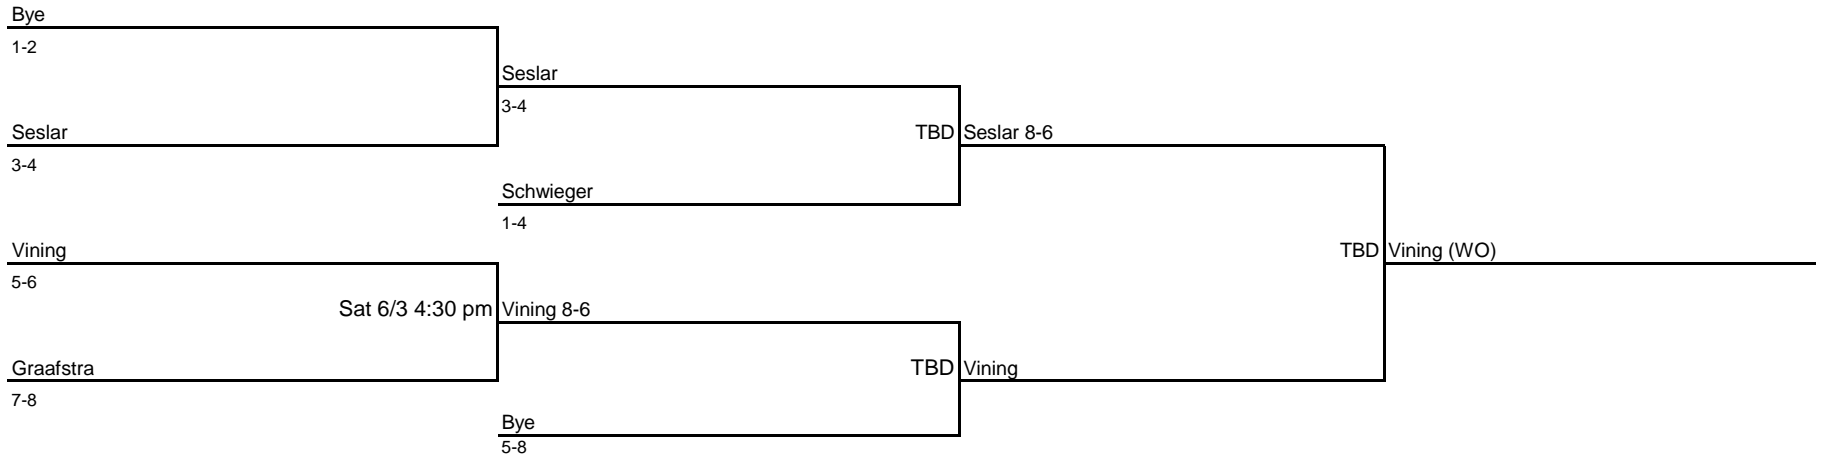 Bye
1-2
Seslar
3-4
Seslar
3-4
TBD Seslar 8-6
Schwieger
1-4
Vining
5-6
TBD Vining (WO)
Sat 6/3 4:30 pm Vining 8-6
Graafstra
7-8
TBD Vining
Bye
5-8